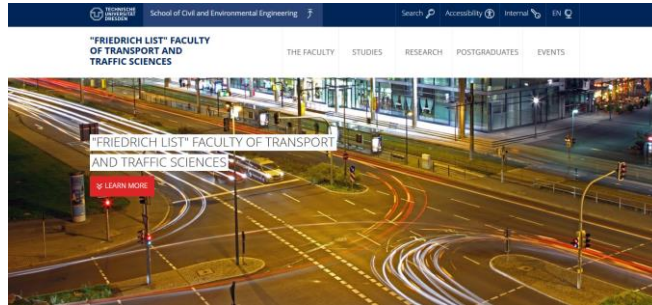 TECHNISCHE
UNIVERSITÄT
DRESDEN
School of Civil and Environmental Engineering
Search
Accessibility
Internal
EN
"FRIEDRICH LIST" FACULTY
OF TRANSPORT AND
TRAFFIC SCIENCES
THE FACULTY
STUDIES
RESEARCH
POSTGRADUATES
EVENTS
"FRIEDRICH LIST" FACULTY OF TRANSPORT
AND TRAFFIC SCIENCES
LEARN MORE